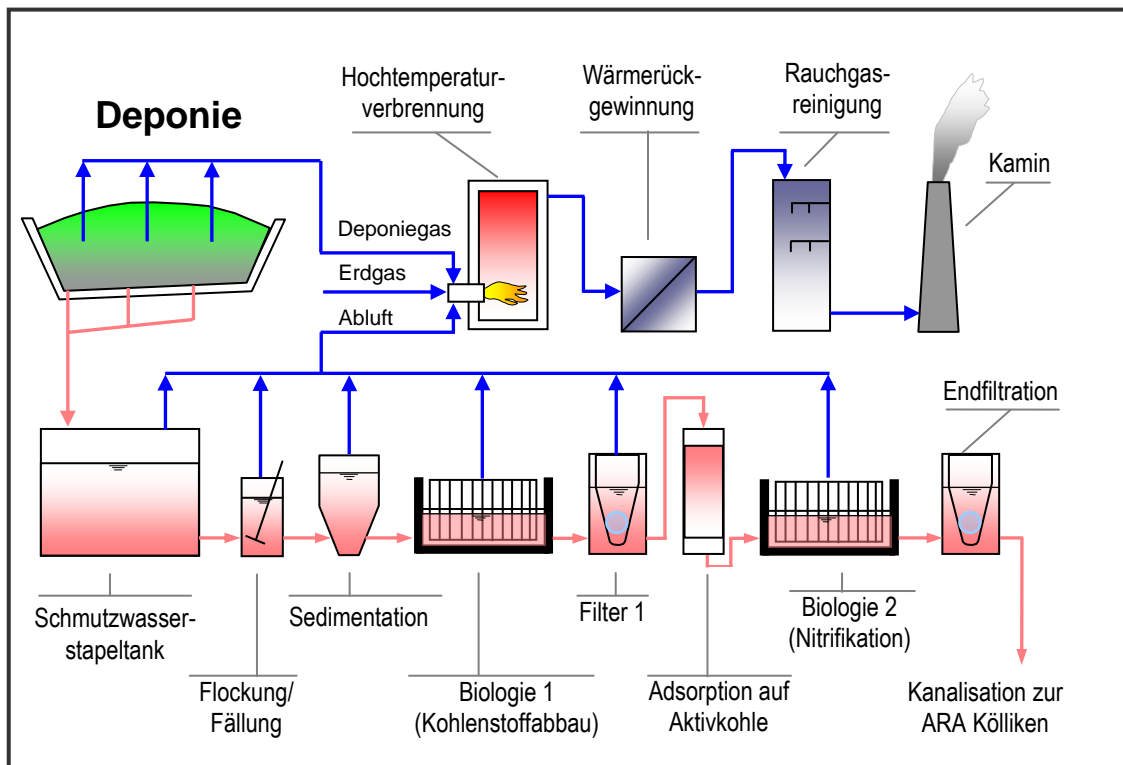 Deponie
Hochtemperatur-
verbrennung
Wärmerück-
gewinnung
Rauchgas-
reinigung
Kamin
Deponiegas
Erdgas
Abluft
Endfiltration
Schmutzwasser-
stapeltank
Flockung/
Fällung
Sedimentation
Biologie 1
(Kohlenstoffabbau)
Filter 1
Adsorption auf
Aktivkohle
Biologie 2
(Nitrifikation)
Kanalisation zur
ARA Kölliken